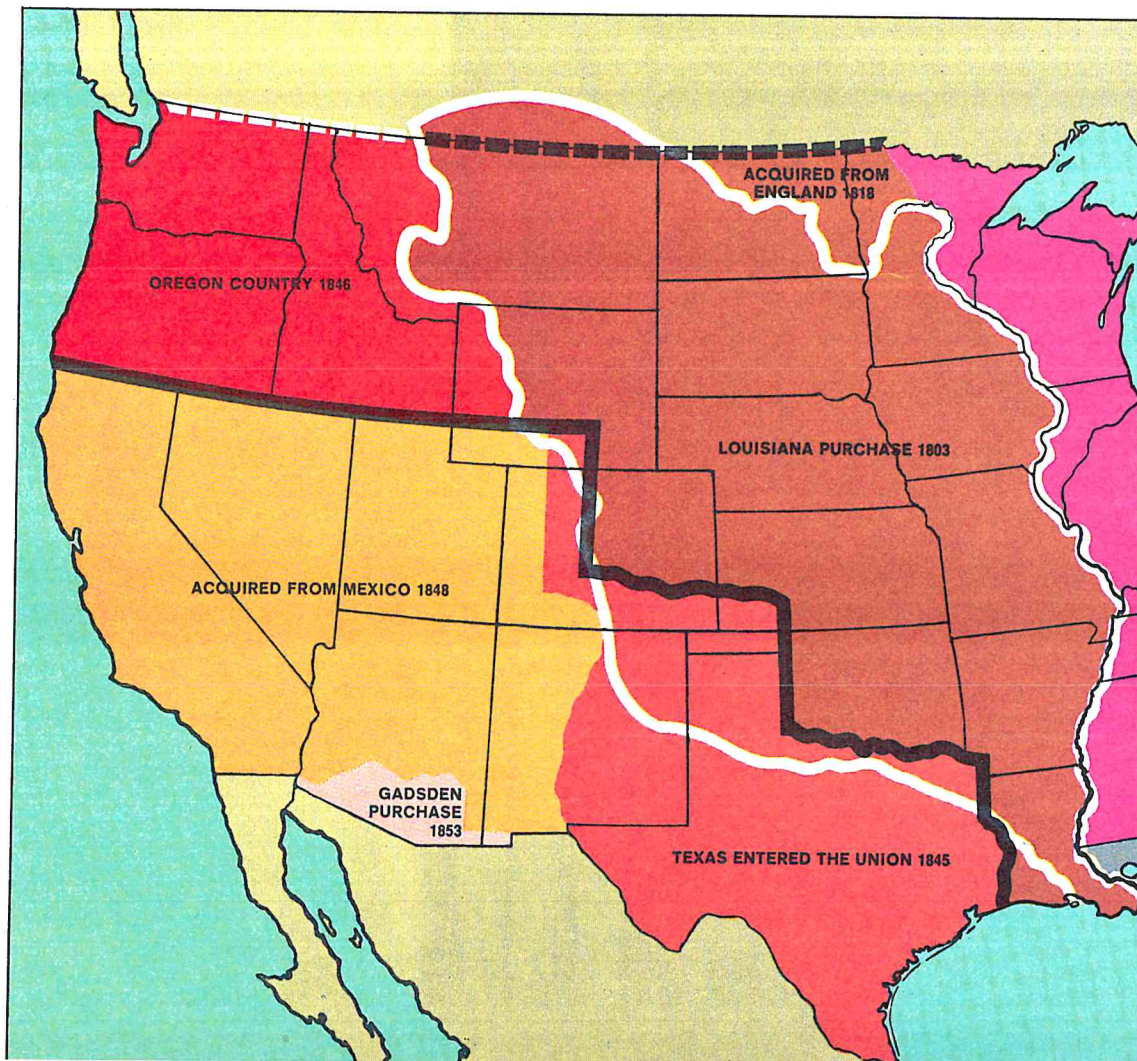 ACQUIRED FROM
ENGLAND 1818
OREGON COUNTRY 1846
LOUISIANA PURCHASE 1803
ACQUIRED FROM MEXICO 1848
GADSDEN
PURCHASE
1853
TEXAS ENTERED THE UNION 1845